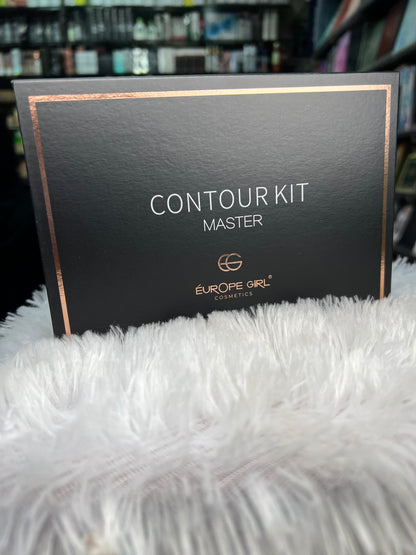 CONTOUR KIT
MASTER
EG
ÉUROPE GIRL®
COSMETICS